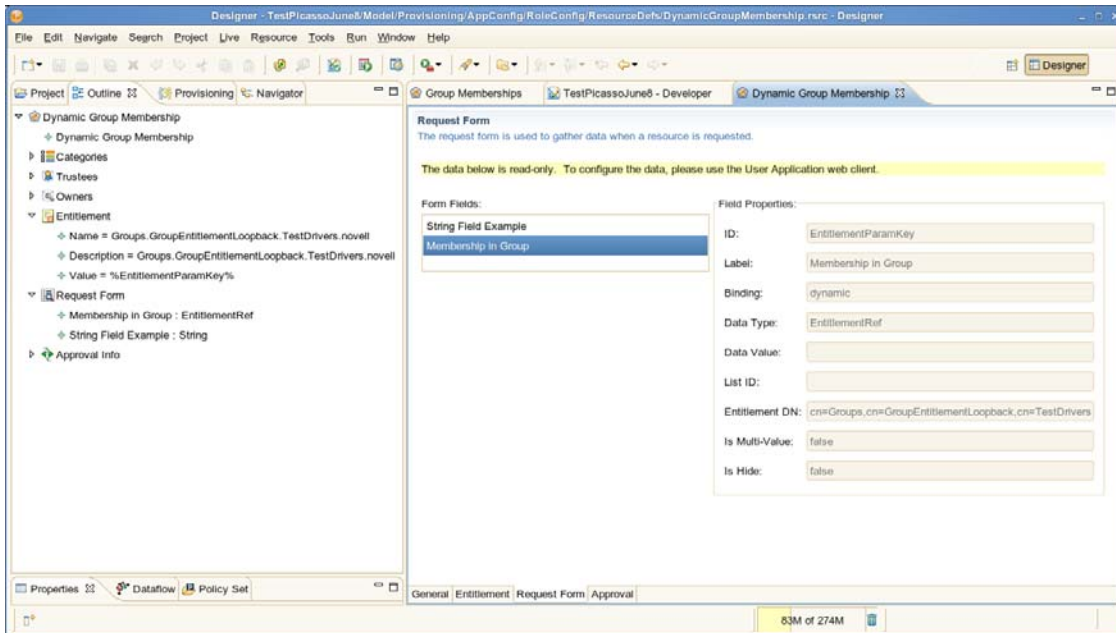 Designer - TestPicassoJune8/Model/Provisioning/AppConfig/RoleConfig/ResourceDefs/DynamicGroupMembership.rsrc - Designer
File Edit Navigate Search Project Live Resource Tools Run Window Help
Designer
Project Outline Provisioning Navigator
Dynamic Group Membership
Dynamic Group Membership
Categories
Trustees
Owners
Entitlement
Name = Groups.GroupEntitlementLoopback.TestDrivers.novell
Description = Groups.GroupEntitlementLoopback.TestDrivers.novell
Value = %EntitlementParamKey%
Request Form
Membership in Group : EntitlementRef
String Field Example : String
Approval Info
Properties Dataflow Policy Set
Group Memberships TestPicassoJune8 - Developer Dynamic Group Membership
Request Form
The request form is used to gather data when a resource is requested.
The data below is read-only. To configure the data, please use the User Application web client.
Form Fields:
String Field Example
Membership in Group
Field Properties:
ID: EntitlementParamKey
Label: Membership in Group
Binding: dynamic
Data Type: EntitlementRef
Data Value:
List ID:
Entitlement DN: cn=Groups,cn=GroupEntitlementLoopback,cn=TestDrivers
Is Multi-Value: false
Is Hide: false
General Entitlement Request Form Approval
83M of 274M